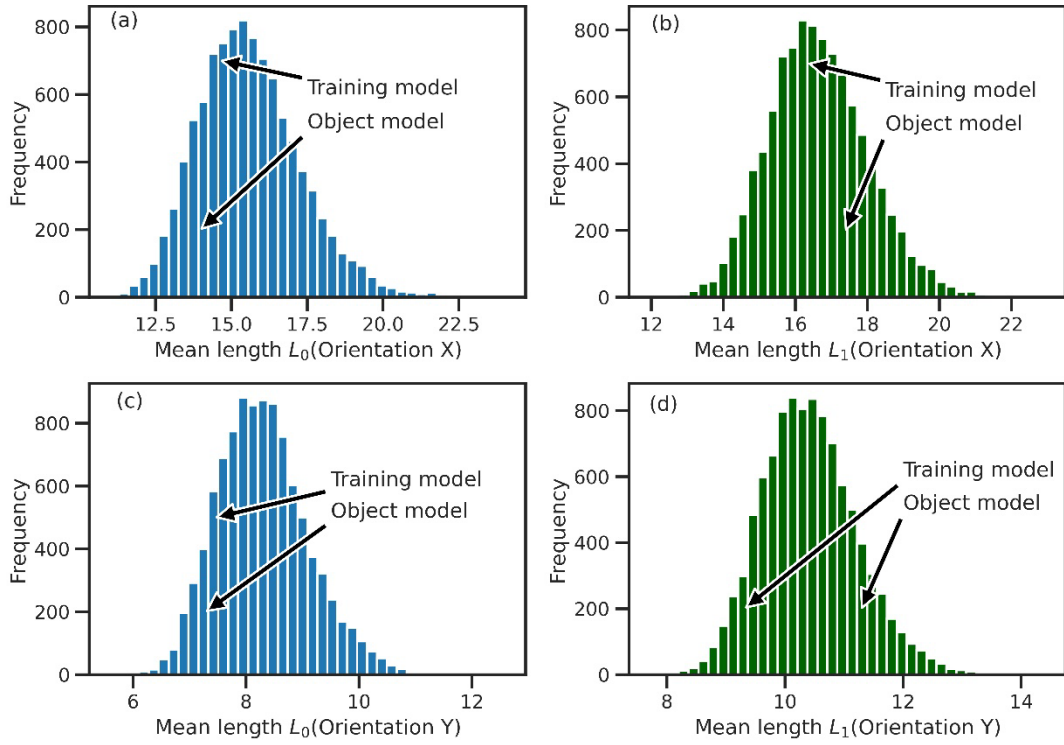 (a)
800
600
400
200
0
Frequency
Training model
Object model
12.5 15.0 17.5 20.0 22.5
Mean length L₀(Orientation X)
(b)
800
600
400
200
0
Frequency
Training model
Object model
12 14 16 18 20 22
Mean length L₁(Orientation X)
(c)
800
600
400
200
0
Frequency
Training model
Object model
6 8 10 12
Mean length L₀(Orientation Y)
(d)
800
600
400
200
0
Frequency
Training model
Object model
8 10 11 12 14
Mean length L₁(Orientation Y)